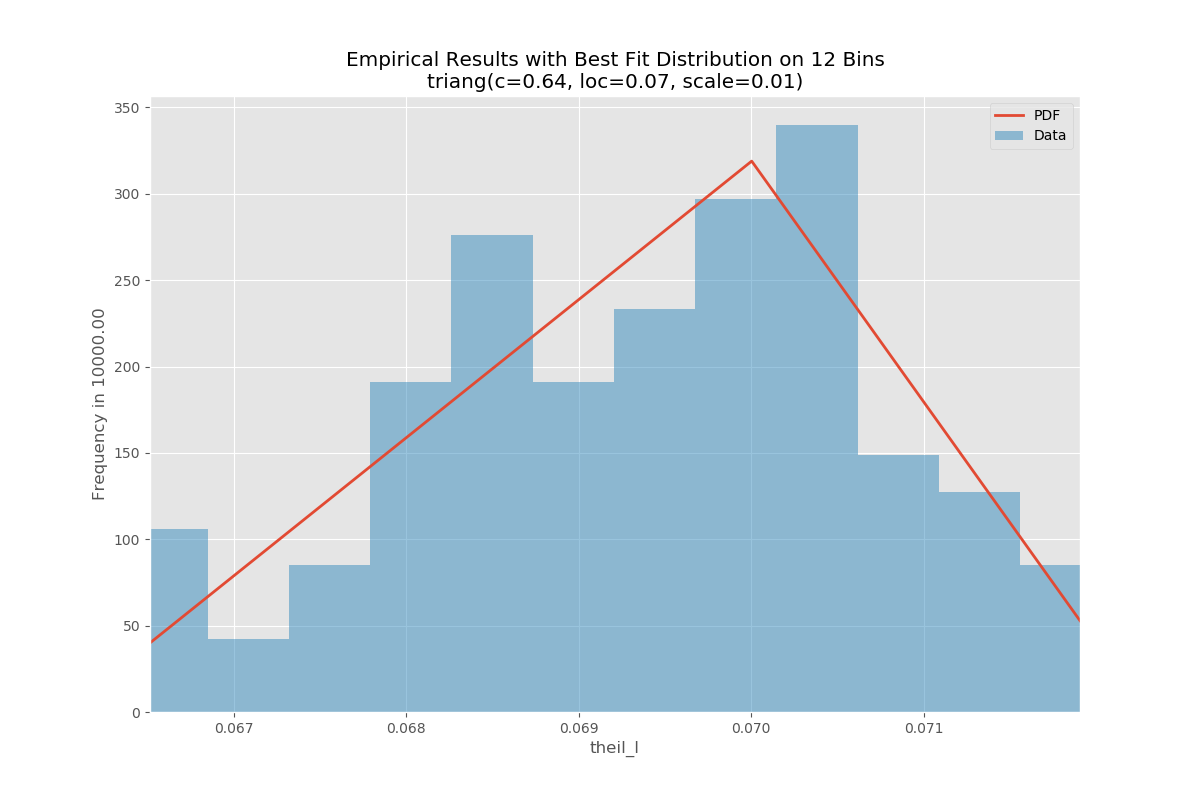 Empirical Results with Best Fit Distribution on 12 Bins
triang(c=0.64, loc=0.07, scale=0.01)
PDF
Data
350
300
250
200
150
100
50
0
Frequency in 10000.00
0.067 0.068 0.069 0.070 0.071
theil_l